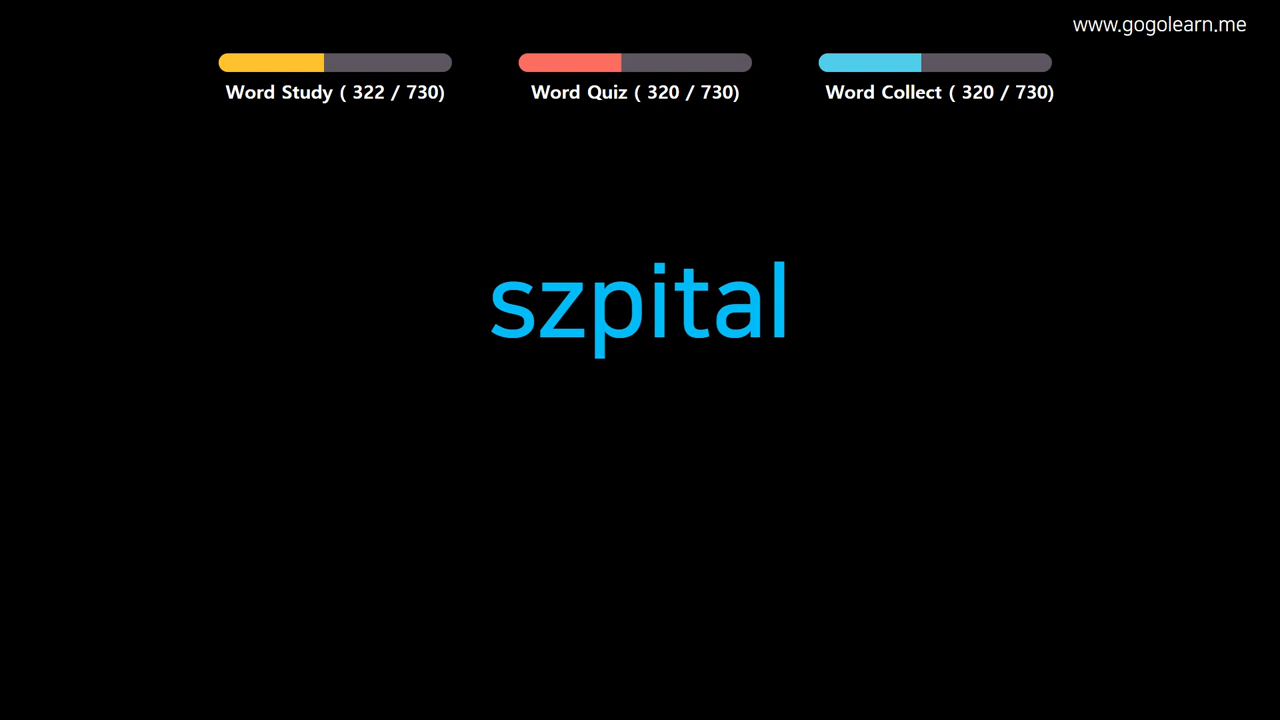 www.gogolearn.me
Word Study ( 322 / 730)
Word Quiz ( 320 / 730)
Word Collect ( 320 / 730)
szpital